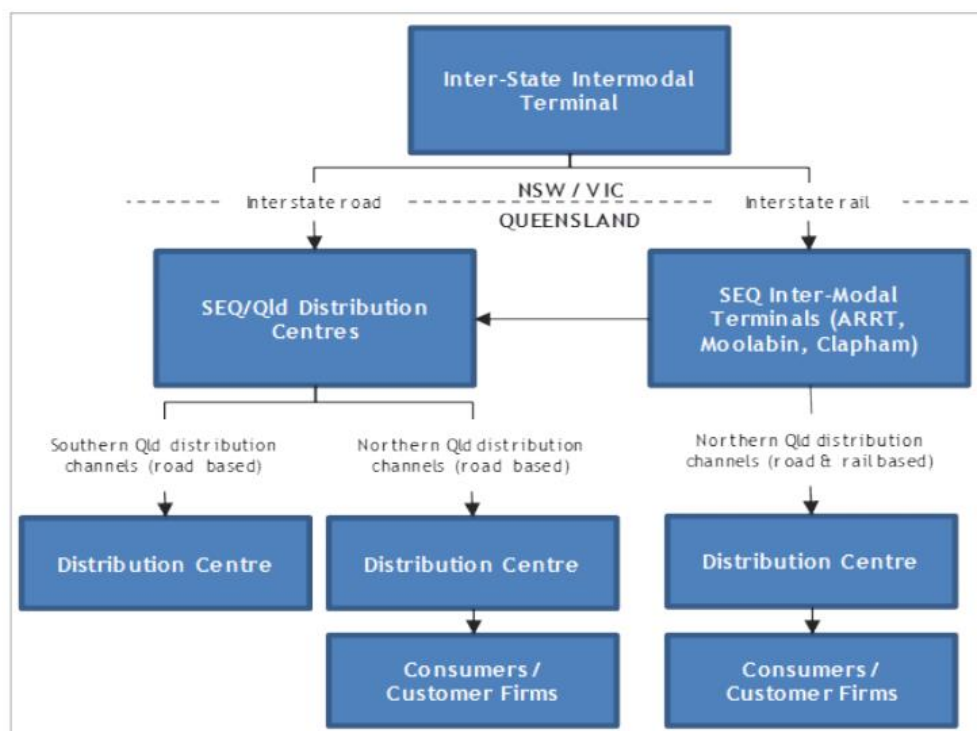 Inter-State Intermodal
Terminal
NSW / VIC
Interstate road
Interstate rail
QUEENSLAND
SEQ/Qld Distribution
Centres
SEQ Inter-Modal
Terminals (ARRT,
Moolabin, Clapham)
Southern Qld distribution
channels (road based)
Northern Qld distribution
channels (road based)
Northern Qld distribution
channels (road & rail based)
Distribution Centre
Distribution Centre
Distribution Centre
Consumers /
Customer Firms
Consumers /
Customer Firms